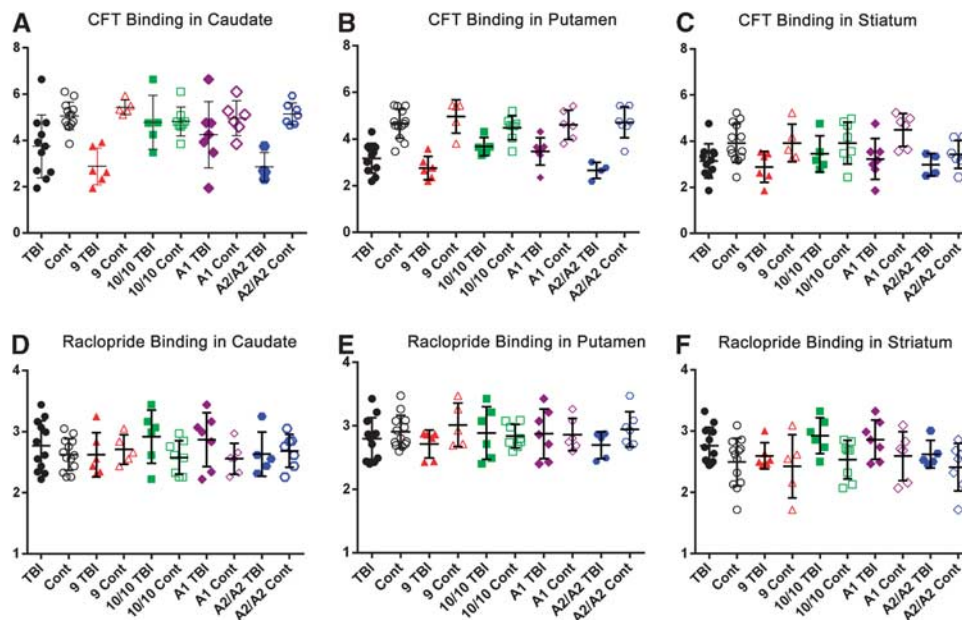 A CFT Binding in Caudate
8
6
4
2
0
TBI
Cont
9 TBI
9 Cont
10/10 TBI
10/10 Cont
A1 TBI
A1 Cont
A2/A2 TBI
A2/A2 Cont
B CFT Binding in Putamen
8
6
4
2
0
TBI
Cont
9 TBI
9 Cont
10/10 TBI
10/10 Cont
A1 TBI
A1 Cont
A2/A2 TBI
A2/A2 Cont
C CFT Binding in Stiatum
8
6
4
2
0
TBI
Cont
9 TBI
9 Cont
10/10 TBI
10/10 Cont
A1 TBI
A1 Cont
A2/A2 TBI
A2/A2 Cont
D Raclopride Binding in Caudate
4
3
2
1
TBI
Cont
9 TBI
9 Cont
10/10 TBI
10/10 Cont
A1 TBI
A1 Cont
A2/A2 TBI
A2/A2 Cont
E Raclopride Binding in Putamen
4
3
2
1
TBI
Cont
9 TBI
9 Cont
10/10 TBI
10/10 Cont
A1 TBI
A1 Cont
A2/A2 TBI
A2/A2 Cont
F Raclopride Binding in Striatum
4
3
2
1
TBI
Cont
9 TBI
9 Cont
10/10 TBI
10/10 Cont
A1 TBI
A1 Cont
A2/A2 TBI
A2/A2 Cont